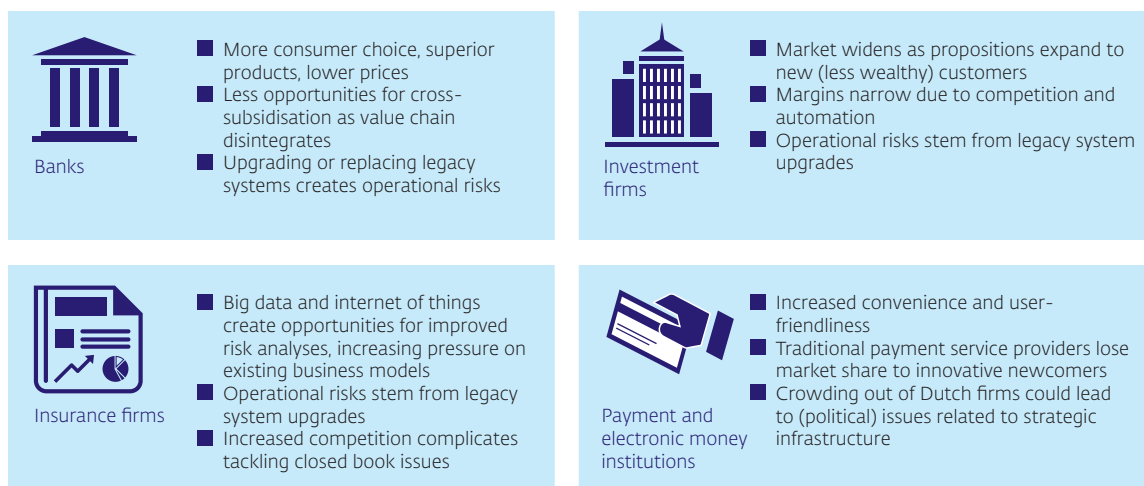 Banks
More consumer choice, superior
products, lower prices
Less opportunities for cross-
subsidisation as value chain
disintegrates
Upgrading or replacing legacy
systems creates operational risks
Investment
firms
Market widens as propositions expand to
new (less wealthy) customers
Margins narrow due to competition and
automation
Operational risks stem from legacy system
upgrades
Insurance firms
Big data and internet of things
create opportunities for improved
risk analyses, increasing pressure on
existing business models
Operational risks stem from legacy
system upgrades
Increased competition complicates
tackling closed book issues
Payment and
electronic money
institutions
Increased convenience and user-
friendliness
Traditional payment service providers lose
market share to innovative newcomers
Crowding out of Dutch firms could lead
to (political) issues related to strategic
infrastructure